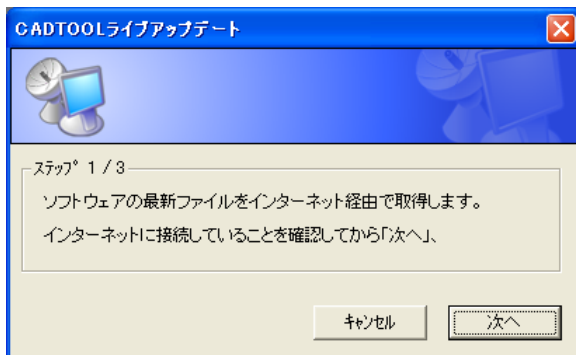 CADTOOLライブアップデート
ステップ 1 / 3
ソフトウェアの最新ファイルをインターネット経由で取得します。
インターネットに接続していることを確認してから「次へ」、
キャンセル
次へ